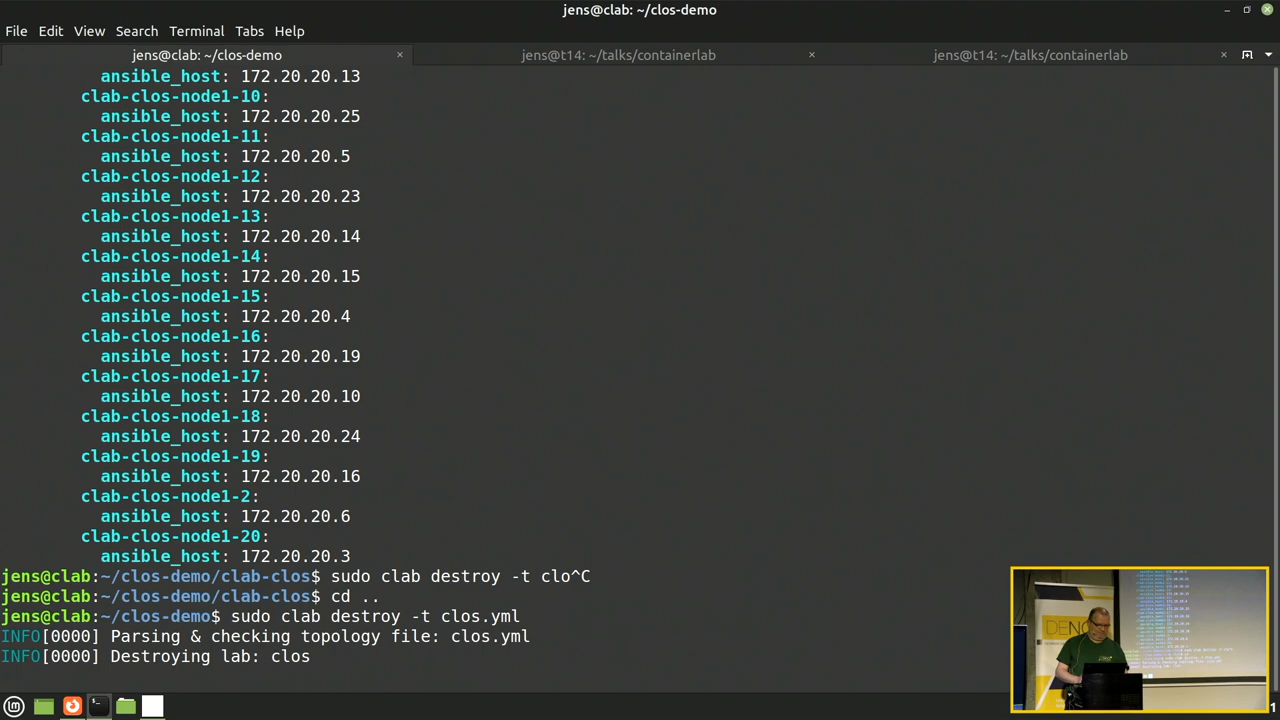 jens@clab: ~/clos-demo
File Edit View Search Terminal Tabs Help
jens@clab: ~/clos-demo × jens@t14: ~/talks/containerlab × jens@t14: ~/talks/containerlab ×
ansible_host: 172.20.20.13
clab-clos-node1-10:
ansible_host: 172.20.20.25
clab-clos-node1-11:
ansible_host: 172.20.20.5
clab-clos-node1-12:
ansible_host: 172.20.20.23
clab-clos-node1-13:
ansible_host: 172.20.20.14
clab-clos-node1-14:
ansible_host: 172.20.20.15
clab-clos-node1-15:
ansible_host: 172.20.20.4
clab-clos-node1-16:
ansible_host: 172.20.20.19
clab-clos-node1-17:
ansible_host: 172.20.20.10
clab-clos-node1-18:
ansible_host: 172.20.20.24
clab-clos-node1-19:
ansible_host: 172.20.20.16
clab-clos-node1-2:
ansible_host: 172.20.20.6
clab-clos-node1-20:
ansible_host: 172.20.20.3
jens@clab:~/clos-demo/clab-clos$ sudo clab destroy -t clo^C
jens@clab:~/clos-demo/clab-clos$ cd ..
jens@clab:~/clos-demo$ sudo clab destroy -t clos.yml
INFO[0000] Parsing & checking topology file: clos.yml
INFO[0000] Destroying lab: clos
1